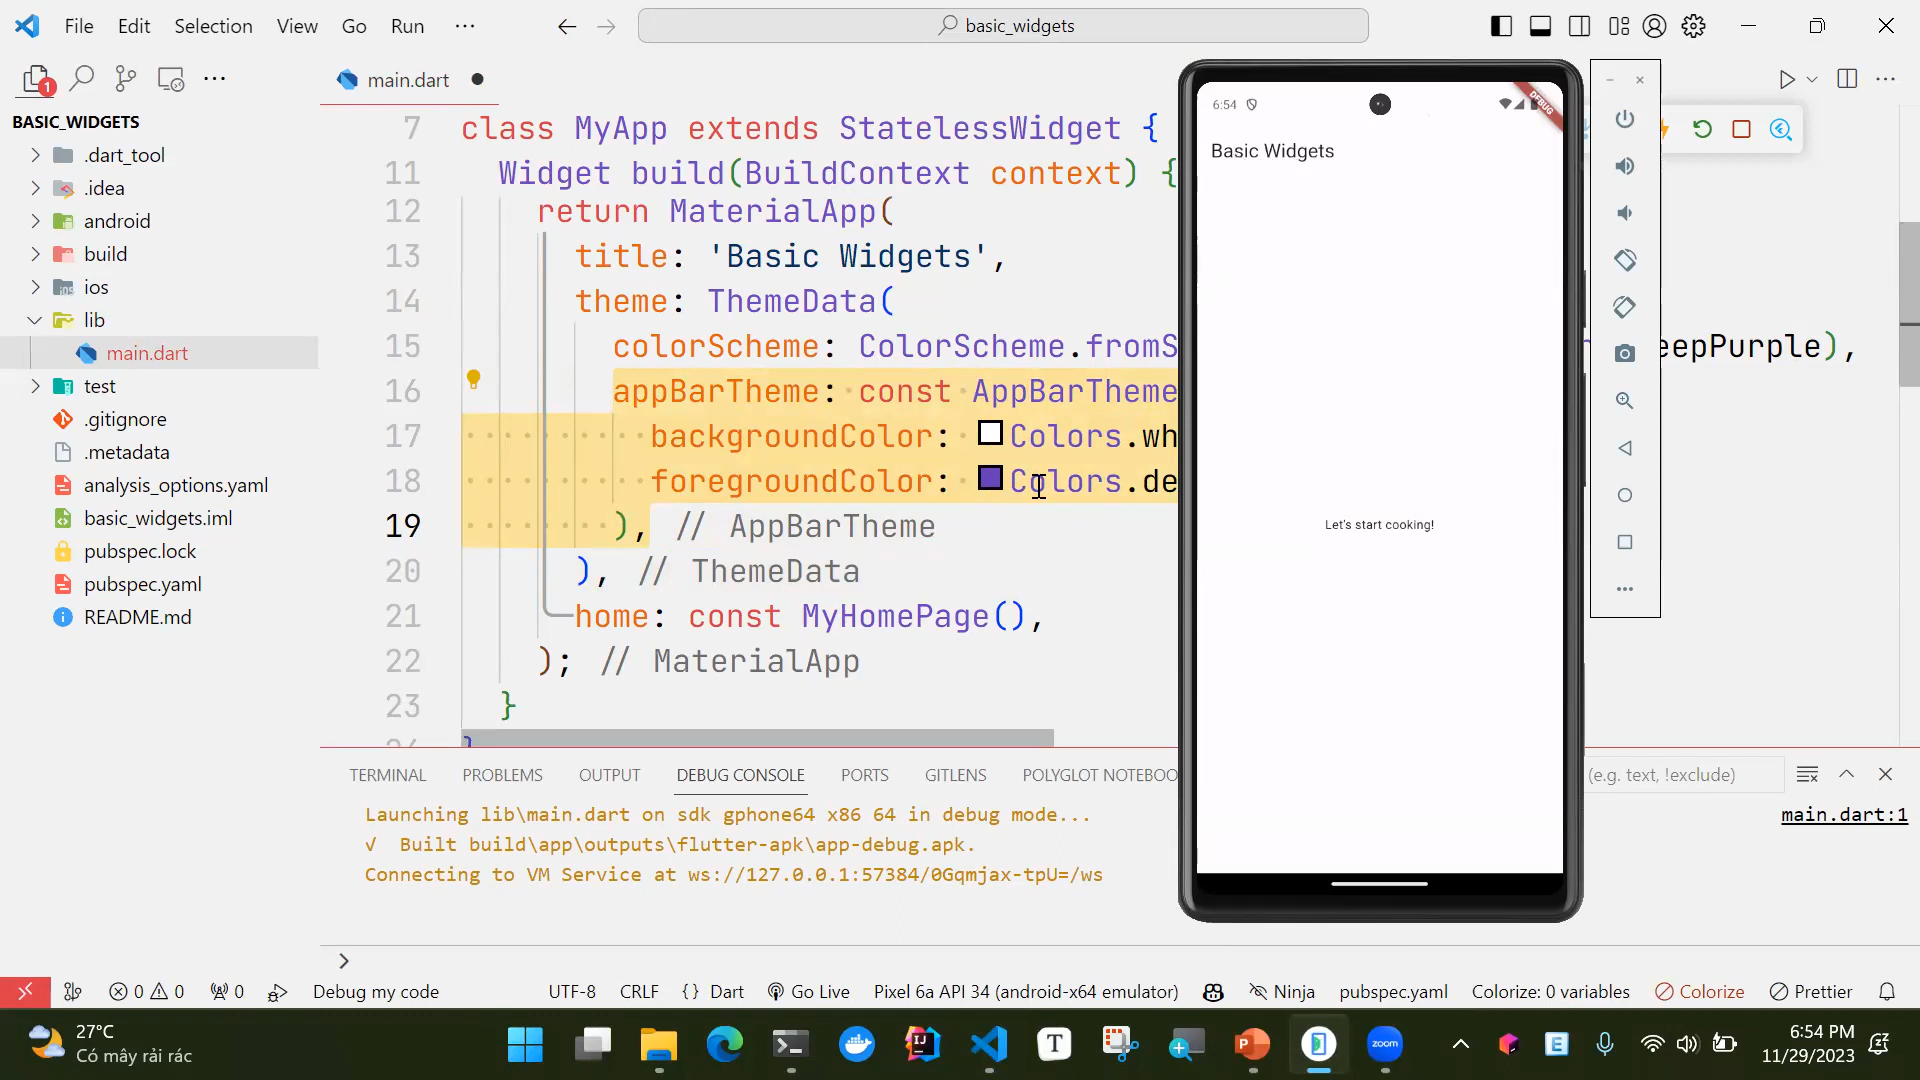 File Edit Selection View Go Run ...
basic_widgets
1
main.dart
BASIC_WIDGETS
.dart_tool
.idea
android
build
ios
lib
main.dart
test
.gitignore
.metadata
analysis_options.yaml
basic_widgets.iml
pubspec.lock
pubspec.yaml
README.md
7 class MyApp extends StatelessWidget {
11 Widget build(BuildContext context) {
12 return MaterialApp(
13 title: 'Basic Widgets',
14 theme: ThemeData(
15 colorScheme: ColorScheme.fromS eepPurple),
16 appBarTheme: const AppBarTheme
17 backgroundColor: Colors.wh
18 foregroundColor: Colors.de
19 ), // AppBarTheme
20 ), // ThemeData
21 home: const MyHomePage(),
22 ); // MaterialApp
23 }
6:54
DEBUG
Basic Widgets
Let's start cooking!
TERMINAL PROBLEMS OUTPUT DEBUG CONSOLE PORTS GITLENS POLYGLOT NOTEBOO (e.g. text, !exclude)
Launching lib\main.dart on sdk gphone64 x86 64 in debug mode... main.dart:1
√ Built build\app\outputs\flutter-apk\app-debug.apk.
Connecting to VM Service at ws://127.0.0.1:57384/0Gqmjax-tpU=/ws
>
0 0 0 Debug my code UTF-8 CRLF {} Dart Go Live Pixel 6a API 34 (android-x64 emulator) Ninja pubspec.yaml Colorize: 0 variables Colorize Prettier
27°C
Có mây rải rác
IJ
T
zoom
E
6:54 PM
11/29/2023